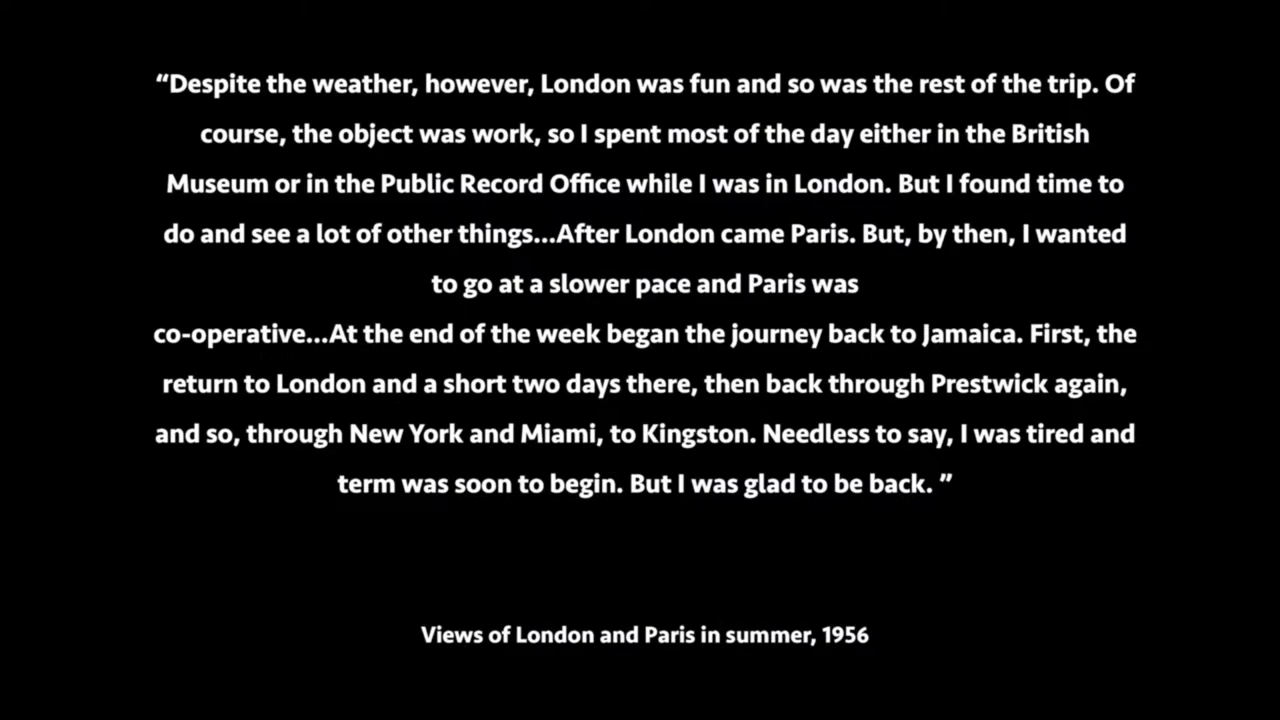 “Despite the weather, however, London was fun and so was the rest of the trip. Of
course, the object was work, so I spent most of the day either in the British
Museum or in the Public Record Office while I was in London. But I found time to
do and see a lot of other things...After London came Paris. But, by then, I wanted
to go at a slower pace and Paris was
co-operative...At the end of the week began the journey back to Jamaica. First, the
return to London and a short two days there, then back through Prestwick again,
and so, through New York and Miami, to Kingston. Needless to say, I was tired and
term was soon to begin. But I was glad to be back. ”
Views of London and Paris in summer, 1956